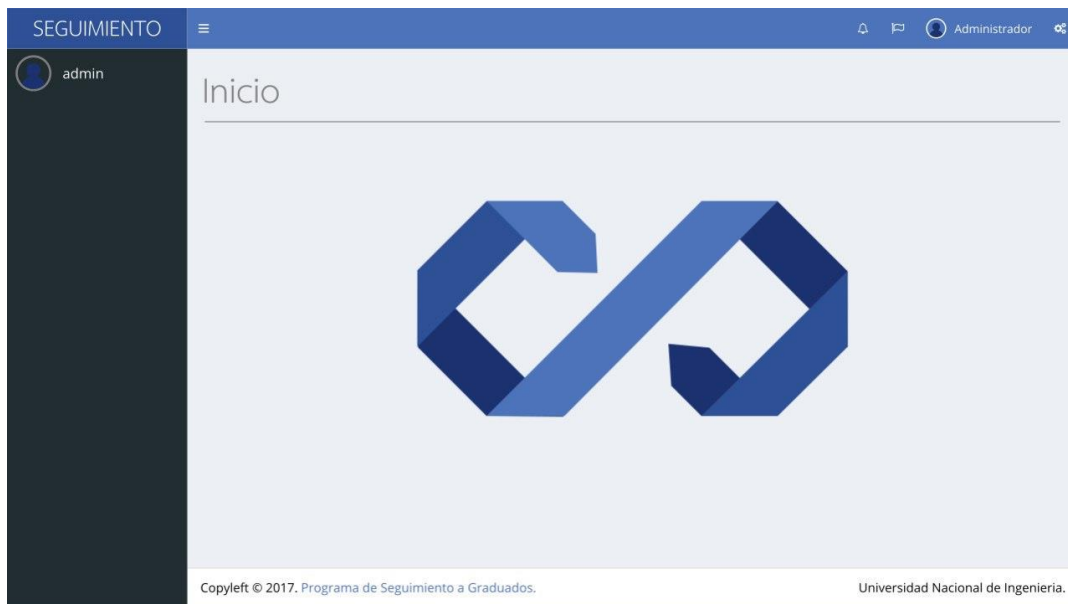 SEGUIMIENTO
Administrador
admin
Inicio
Copyleft © 2017. Programa de Seguimiento a Graduados.
Universidad Nacional de Ingenieria.